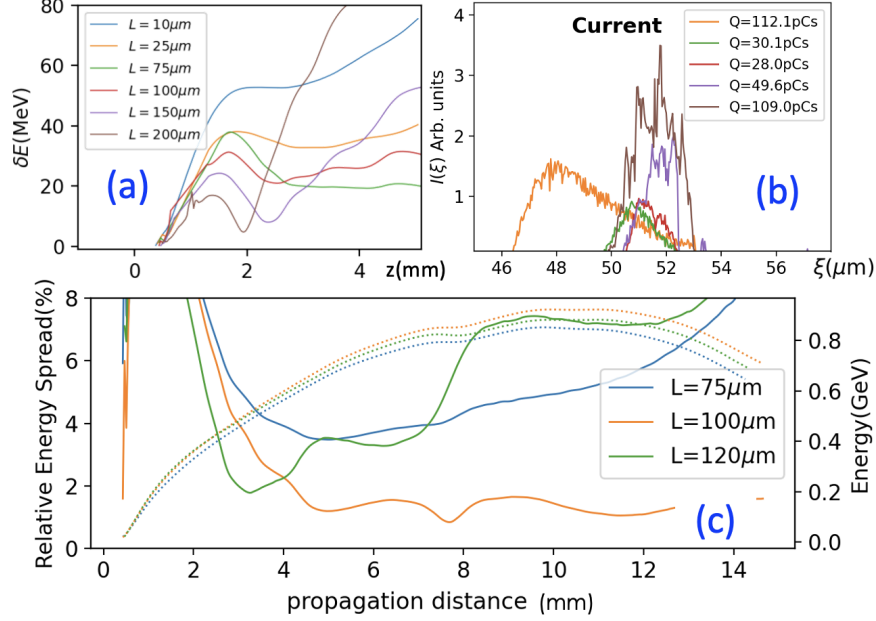 80
60
40
20
0
δE(MeV)
L = 10μm
L = 25μm
L = 75μm
L = 100μm
L = 150μm
L = 200μm
(a)
0 2 4
z(mm)
4
3
2
1
I(ξ) Arb. units
Current
Q=112.1pCs
Q=30.1pCs
Q=28.0pCs
Q=49.6pCs
Q=109.0pCs
(b)
46 48 50 52 54 56
ξ(μm)
8
6
4
2
0
Relative Energy Spread(%)
L=75μm
L=100μm
L=120μm
(c)
0.8
0.6
0.4
0.2
0.0
Energy(GeV)
0 2 4 6 8 10 12 14
propagation distance (mm)